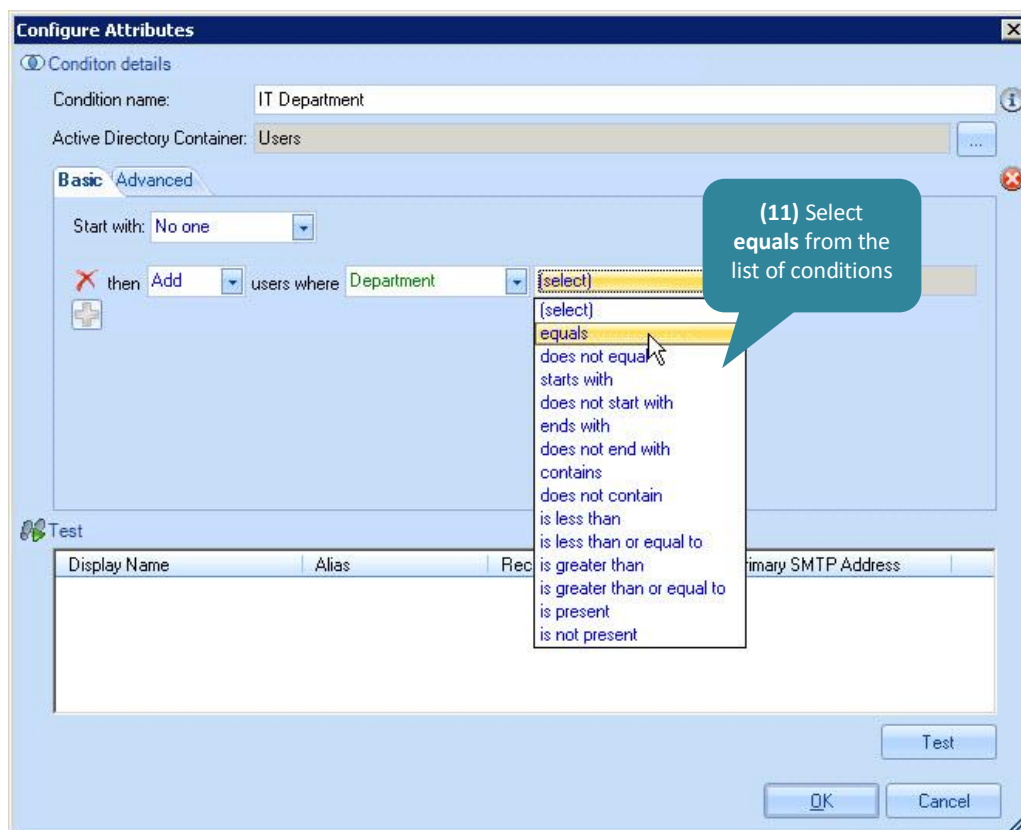 Configure Attributes
Conditon details
Condition name: IT Department
Active Directory Container: Users ...
Basic Advanced
Start with: No one
then Add users where Department (select)
(11) Select
equals from the
list of conditions
(select)
equals
does not equal
starts with
does not start with
ends with
does not end with
contains
does not contain
is less than
is less than or equal to
is greater than
is greater than or equal to
is present
is not present
Test
Display Name Alias Rec SMTP Address
Test
OK Cancel